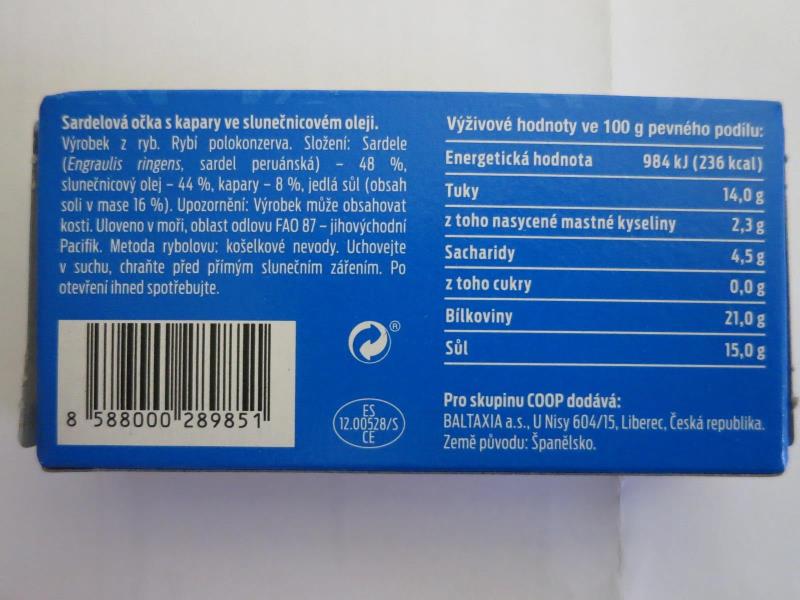 Sardelová očka s kapary ve slunečnicovém oleji.
Výrobek z ryb. Rybí polokonzerva. Složení: Sardele
(Engraulis ringens, sardel peruánská) – 48 %,
slunečnicový olej – 44 %, kapary – 8 %, jedlá sůl (obsah
soli v mase 16 %). Upozornění: Výrobek může obsahovat
kosti. Uloveno v moři, oblast odlovu FAO 87 – jihovýchodní
Pacifik. Metoda rybolovu: košelkové nevody. Uchovejte
v suchu, chraňte před přímým slunečním zářením. Po
otevření ihned spotřebujte.
8 588000 289851
®
ES
12.00528/S
CE
Výživové hodnoty ve 100 g pevného podílu:
Energetická hodnota 984 kJ (236 kcal)
Tuky 14,0 g
z toho nasycené mastné kyseliny 2,3 g
Sacharidy 4,5 g
z toho cukry 0,0 g
Bílkoviny 21,0 g
Sůl 15,0 g
Pro skupinu COOP dodává:
BALTAXIA a.s., U Nisy 604/15, Liberec, Česká republika.
Země původu: Španělsko.